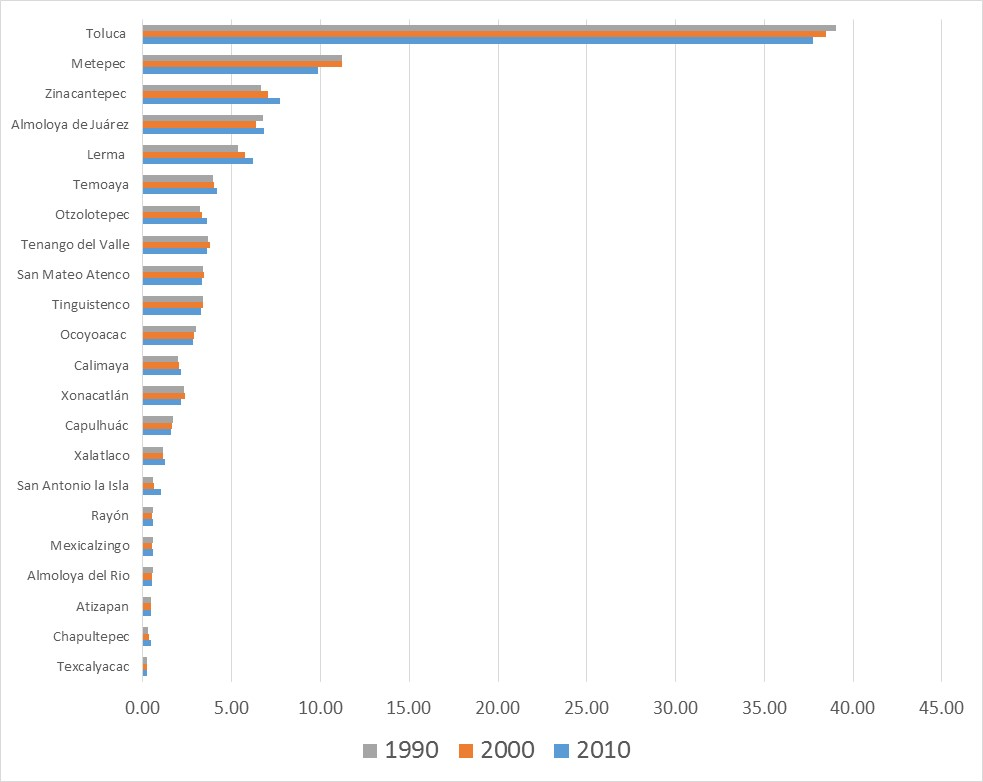 Toluca
Metepec
Zinacantepec
Almoloya de Juárez
Lerma
Temoaya
Otzolotepec
Tenango del Valle
San Mateo Atenco
Tinguistenco
Ocoyoacac
Calimaya
Xonacatlán
Capulhuác
Xalatlaco
San Antonio la Isla
Rayón
Mexicalzingo
Almoloya del Rio
Atizapan
Chapultepec
Texcalyacac
0.00 5.00 10.00 15.00 20.00 25.00 30.00 35.00 40.00 45.00
1990 2000 2010